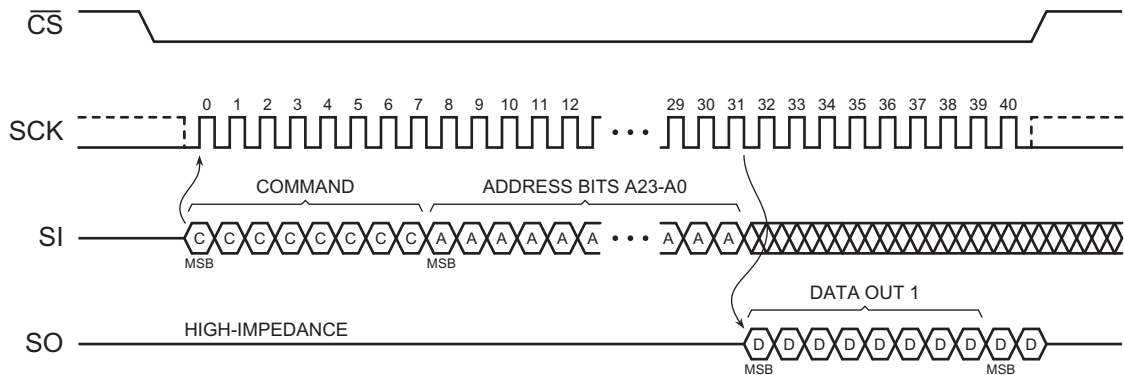 CS
0 1 2 3 4 5 6 7 8 9 10 11 12 29 30 31 32 33 34 35 36 37 38 39 40
SCK
COMMAND ADDRESS BITS A23-A0
SI C C C C C C C C A A A A A A A A A
MSB MSB
DATA OUT 1
HIGH-IMPEDANCE
SO D D D D D D D D D D
MSB MSB